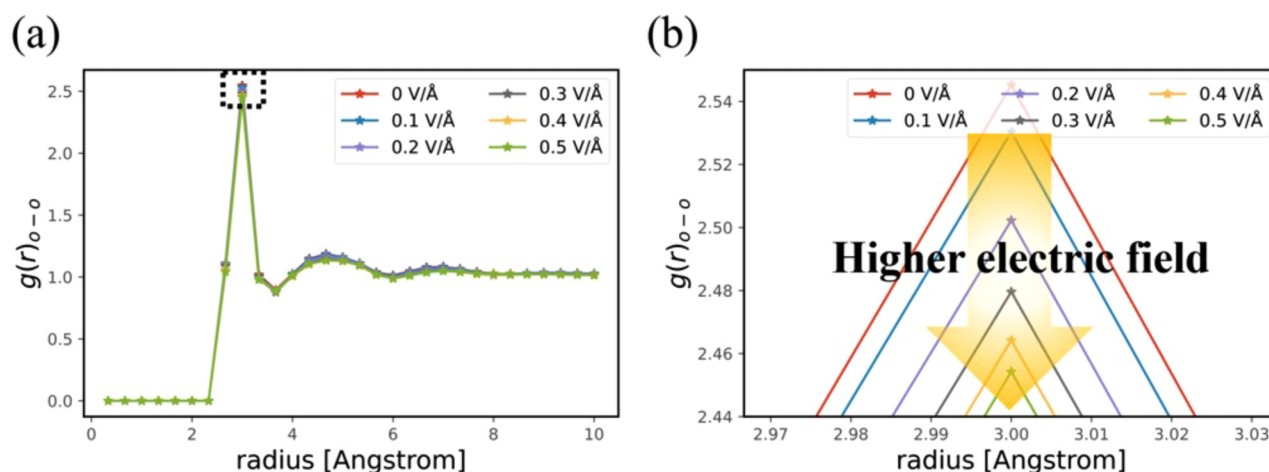 (a)
2.5
2.0
1.5
1.0
0.5
0.0
g(r)o−o
0 V/Å
0.1 V/Å
0.2 V/Å
0.3 V/Å
0.4 V/Å
0.5 V/Å
0 2 4 6 8 10
radius [Angstrom]
(b)
2.54
2.52
2.50
2.48
2.46
2.44
g(r)o−o
0 V/Å
0.1 V/Å
0.2 V/Å
0.3 V/Å
0.4 V/Å
0.5 V/Å
Higher electric field
2.97 2.98 2.99 3.00 3.01 3.02 3.03
radius [Angstrom]